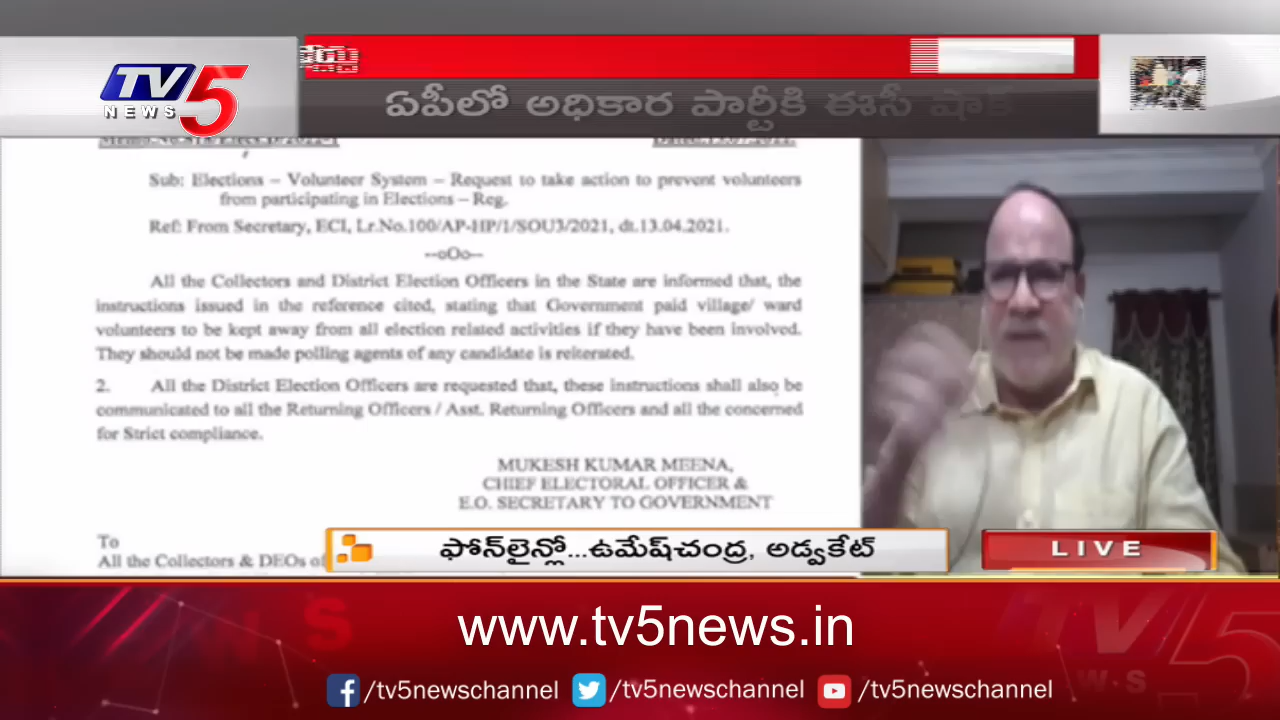 TV5
NEWS
ఏపీలో అధికార పార్టీకి ఈసీ షాక్
Sub: Elections – Volunteer System – Request to take action to prevent volunteers
from participating in Elections – Reg.
Ref: From Secretary, ECI, Lr.No.100/AP-HP/1/SOU3/2021, dt.13.04.2021.
--oOo--
All the Collectors and District Election Officers in the State are informed that, the
instructions issued in the reference cited, stating that Government paid village/ ward
volunteers to be kept away from all election related activities if they have been involved.
They should not be made polling agents of any candidate is reiterated.
2. All the District Election Officers are requested that, these instructions shall also be
communicated to all the Returning Officers / Asst. Returning Officers and all the concerned
for Strict compliance.
MUKESH KUMAR MEENA,
CHIEF ELECTORAL OFFICER &
E.O. SECRETARY TO GOVERNMENT
To
All the Collectors & DEOs of
ఫోన్‌లైన్లో...ఉమేష్‌చంద్ర, అడ్వకేట్
LIVE
www.tv5news.in
/tv5newschannel /tv5newschannel /tv5newschannel